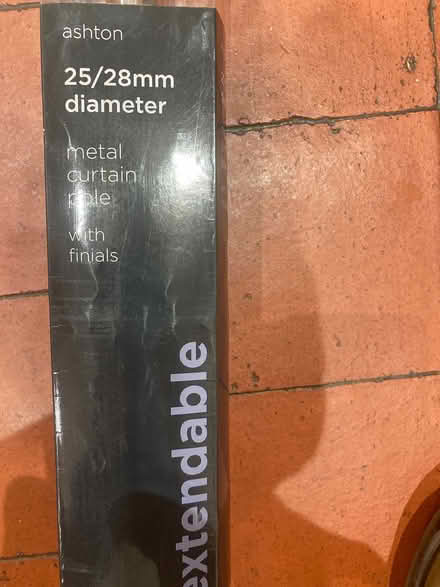 ashton
25/28mm
diameter
metal
curtain
pole
with
finials
extendable